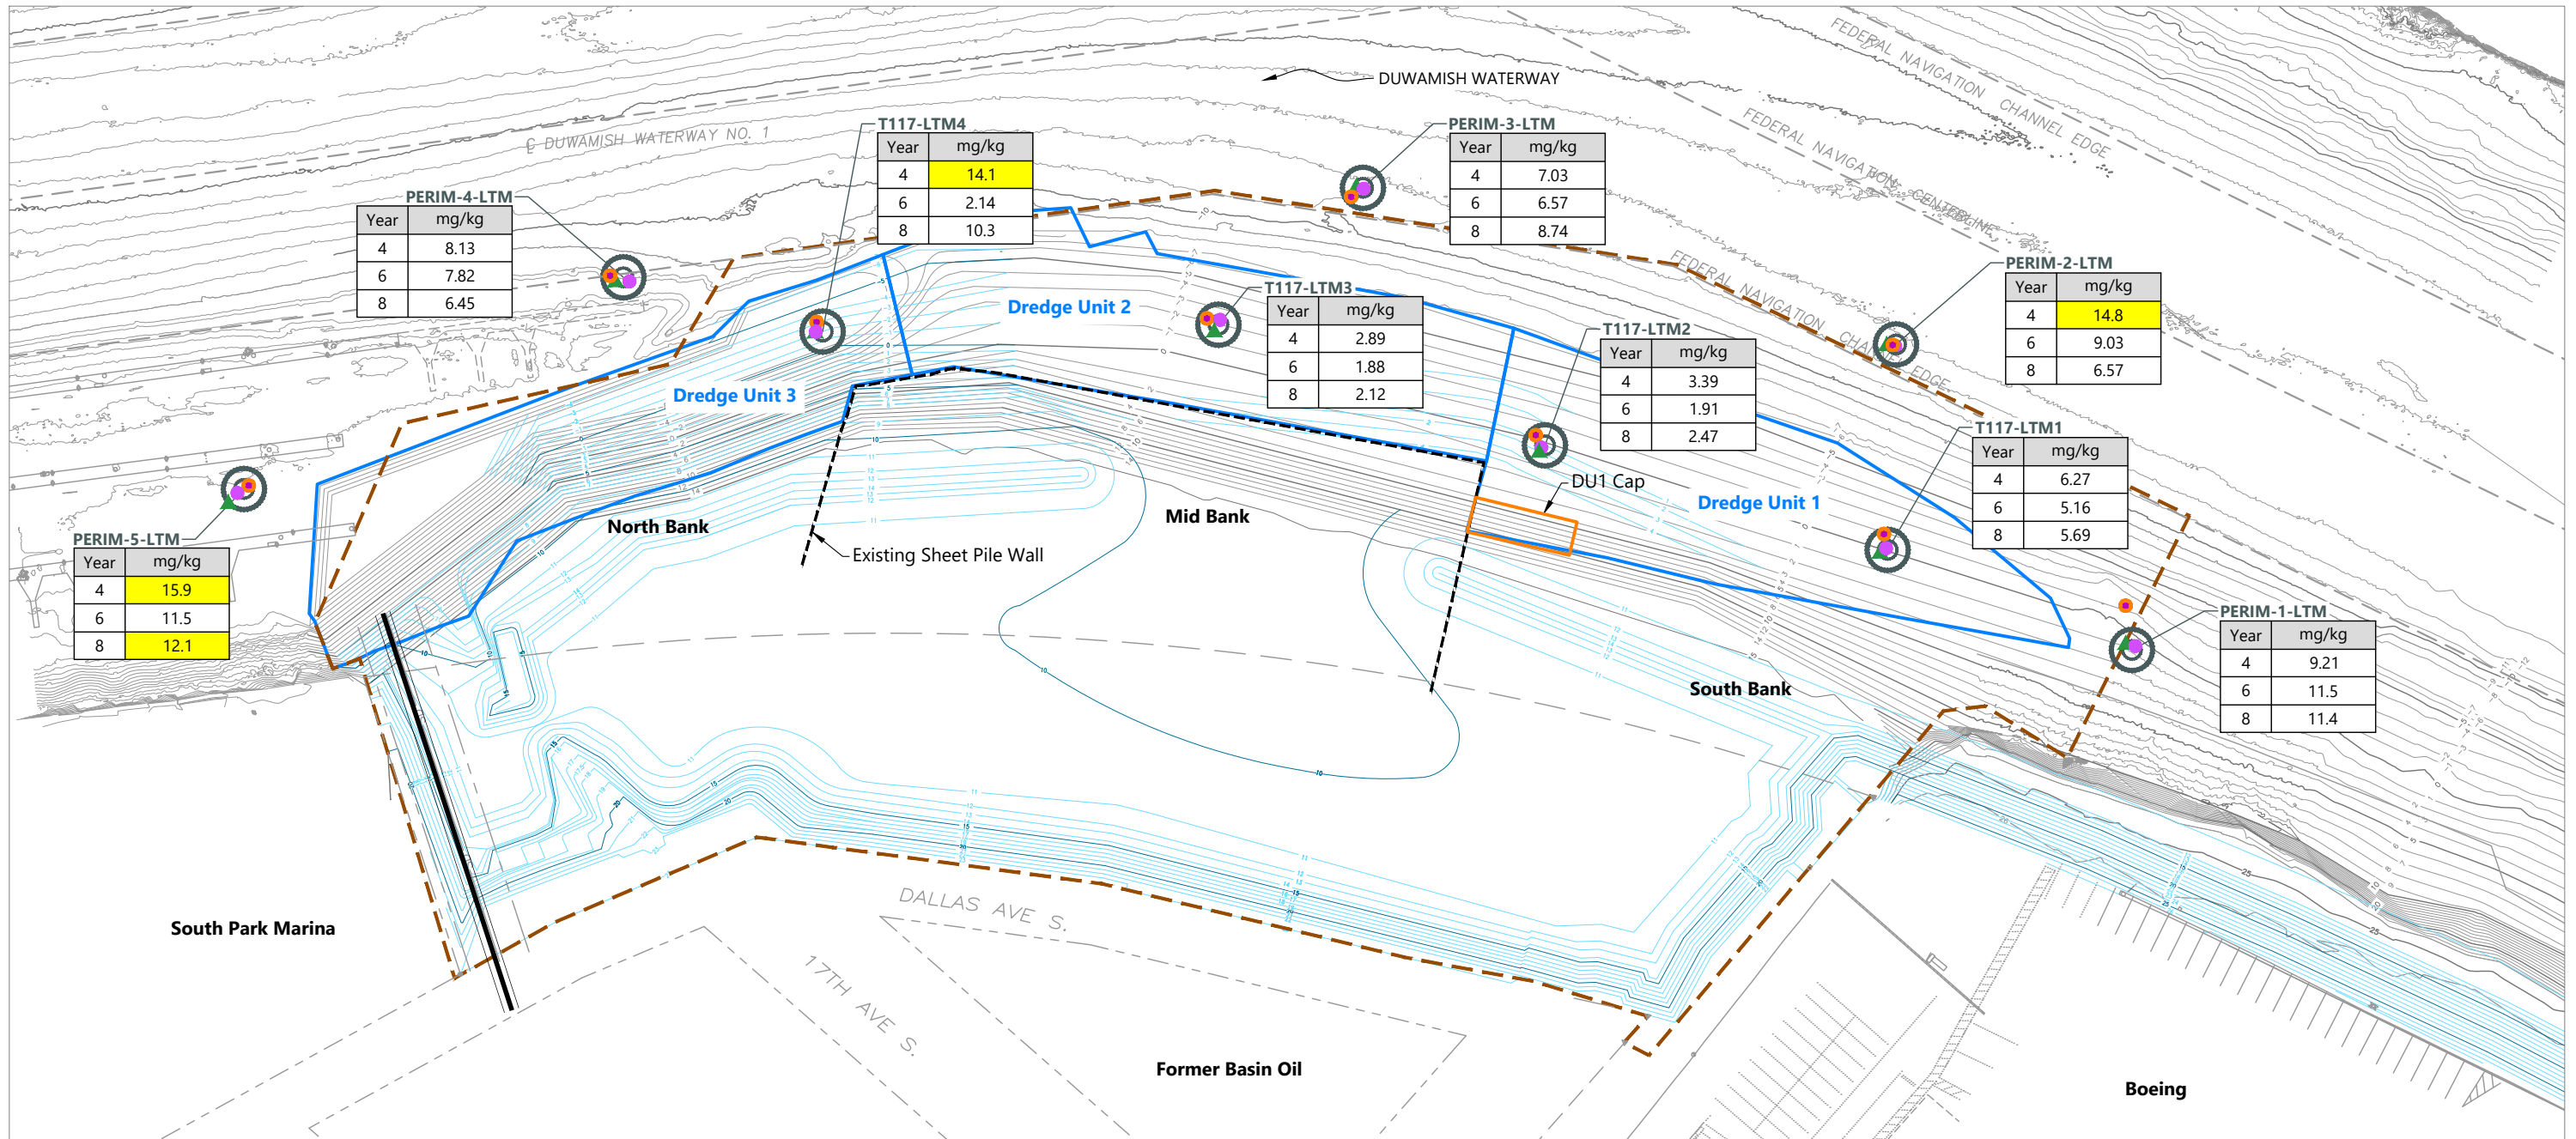 FEDERAL NAVIGATION CHANNEL EDGE
DUWAMISH WATERWAY
FEDERAL NAVIGATION CENTERLINE
DUWAMISH WATERWAY NO. 1
T117-LTM4
Year mg/kg
4 14.1
6 2.14
8 10.3
PERIM-3-LTM
Year mg/kg
4 7.03
6 6.57
8 8.74
PERIM-4-LTM
Year mg/kg
4 8.13
6 7.82
8 6.45
FEDERAL NAVIGATION CHANNEL EDGE
PERIM-2-LTM
Year mg/kg
4 14.8
6 9.03
8 6.57
T117-LTM3
Year mg/kg
4 2.89
6 1.88
8 2.12
Dredge Unit 2
T117-LTM2
Year mg/kg
4 3.39
6 1.91
8 2.47
Dredge Unit 3
T117-LTM1
Year mg/kg
4 6.27
6 5.16
8 5.69
DU1 Cap
Dredge Unit 1
North Bank
Mid Bank
Existing Sheet Pile Wall
PERIM-5-LTM
Year mg/kg
4 15.9
6 11.5
8 12.1
PERIM-1-LTM
Year mg/kg
4 9.21
6 11.5
8 11.4
South Bank
DALLAS AVE S.
South Park Marina
17TH AVE S.
Former Basin Oil
Boeing